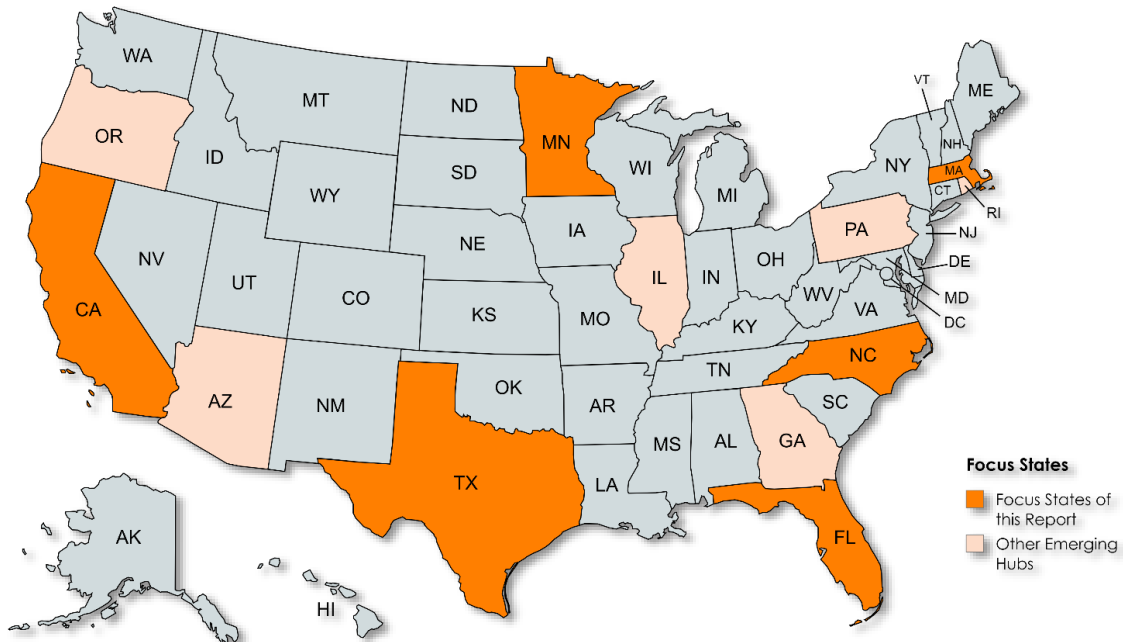 WA
MT
ND
MN
VT
ME
OR
ID
SD
WI
NH
NY
MA
WY
MI
CT
RI
IA
PA
NE
NJ
NV
OH
IL
IN
DE
UT
CO
WV
MD
CA
KS
MO
VA
KY
DC
NC
TN
OK
AZ
NM
AR
SC
MS
AL
GA
TX
LA
Focus States
Focus States of
this Report
Other Emerging
Hubs
FL
AK
HI